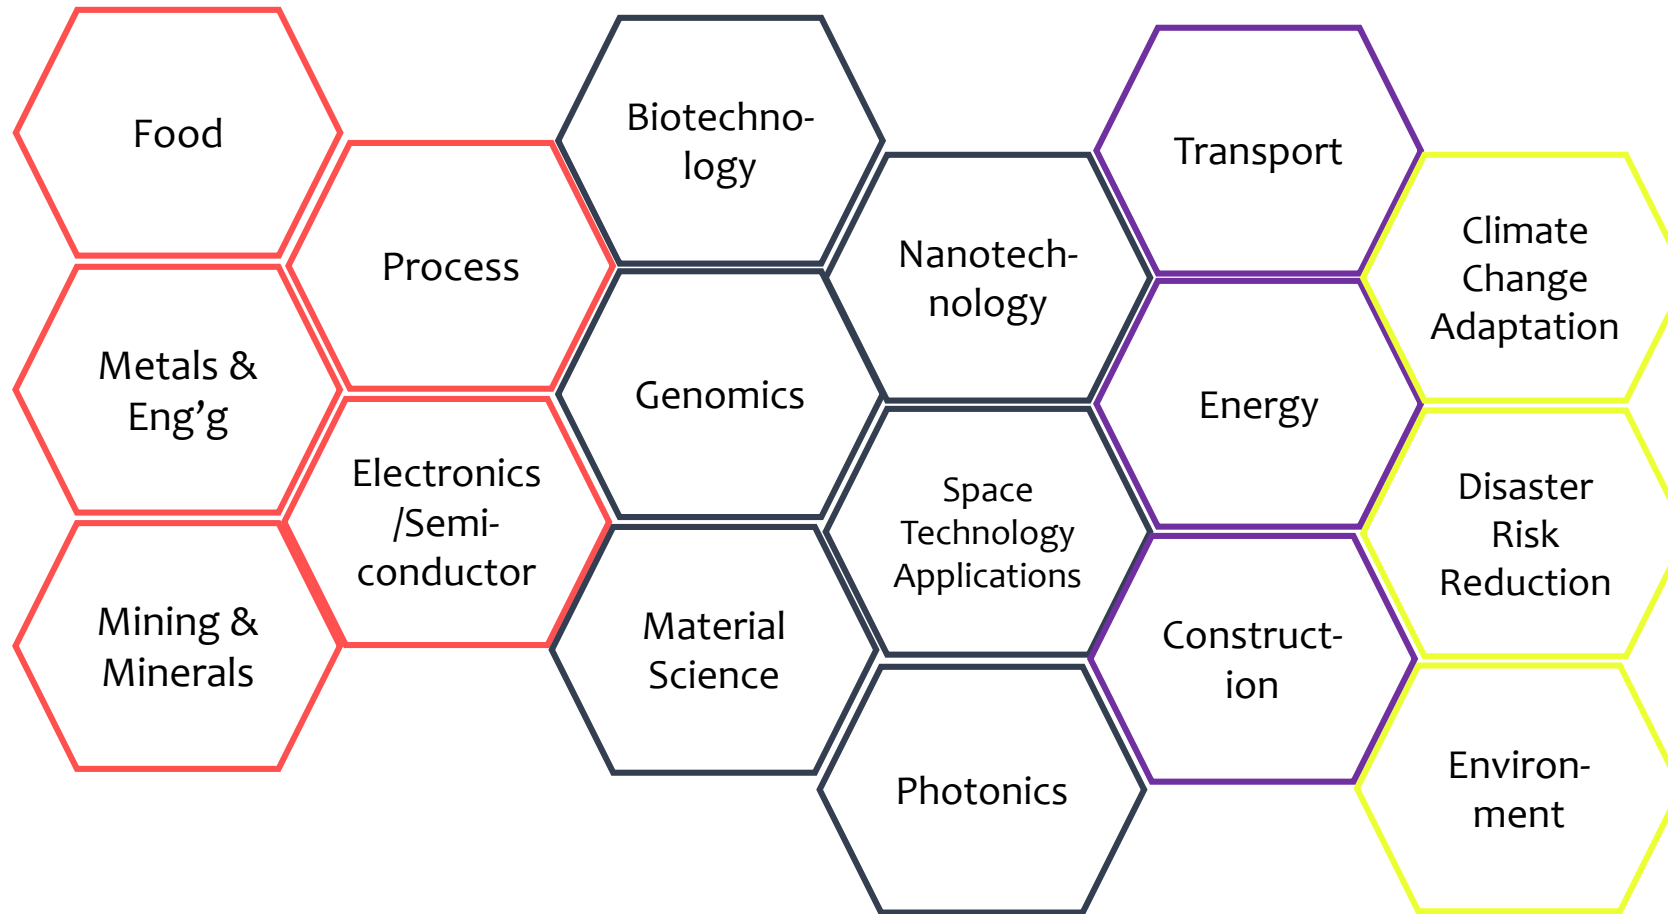 Food
Metals &
Eng’g
Mining &
Minerals
Process
Electronics
/Semi-
conductor
Biotechno-
logy
Genomics
Material
Science
Nanotech-
nology
Space
Technology
Applications
Photonics
Transport
Energy
Construct-
ion
Climate
Change
Adaptation
Disaster
Risk
Reduction
Environ-
ment